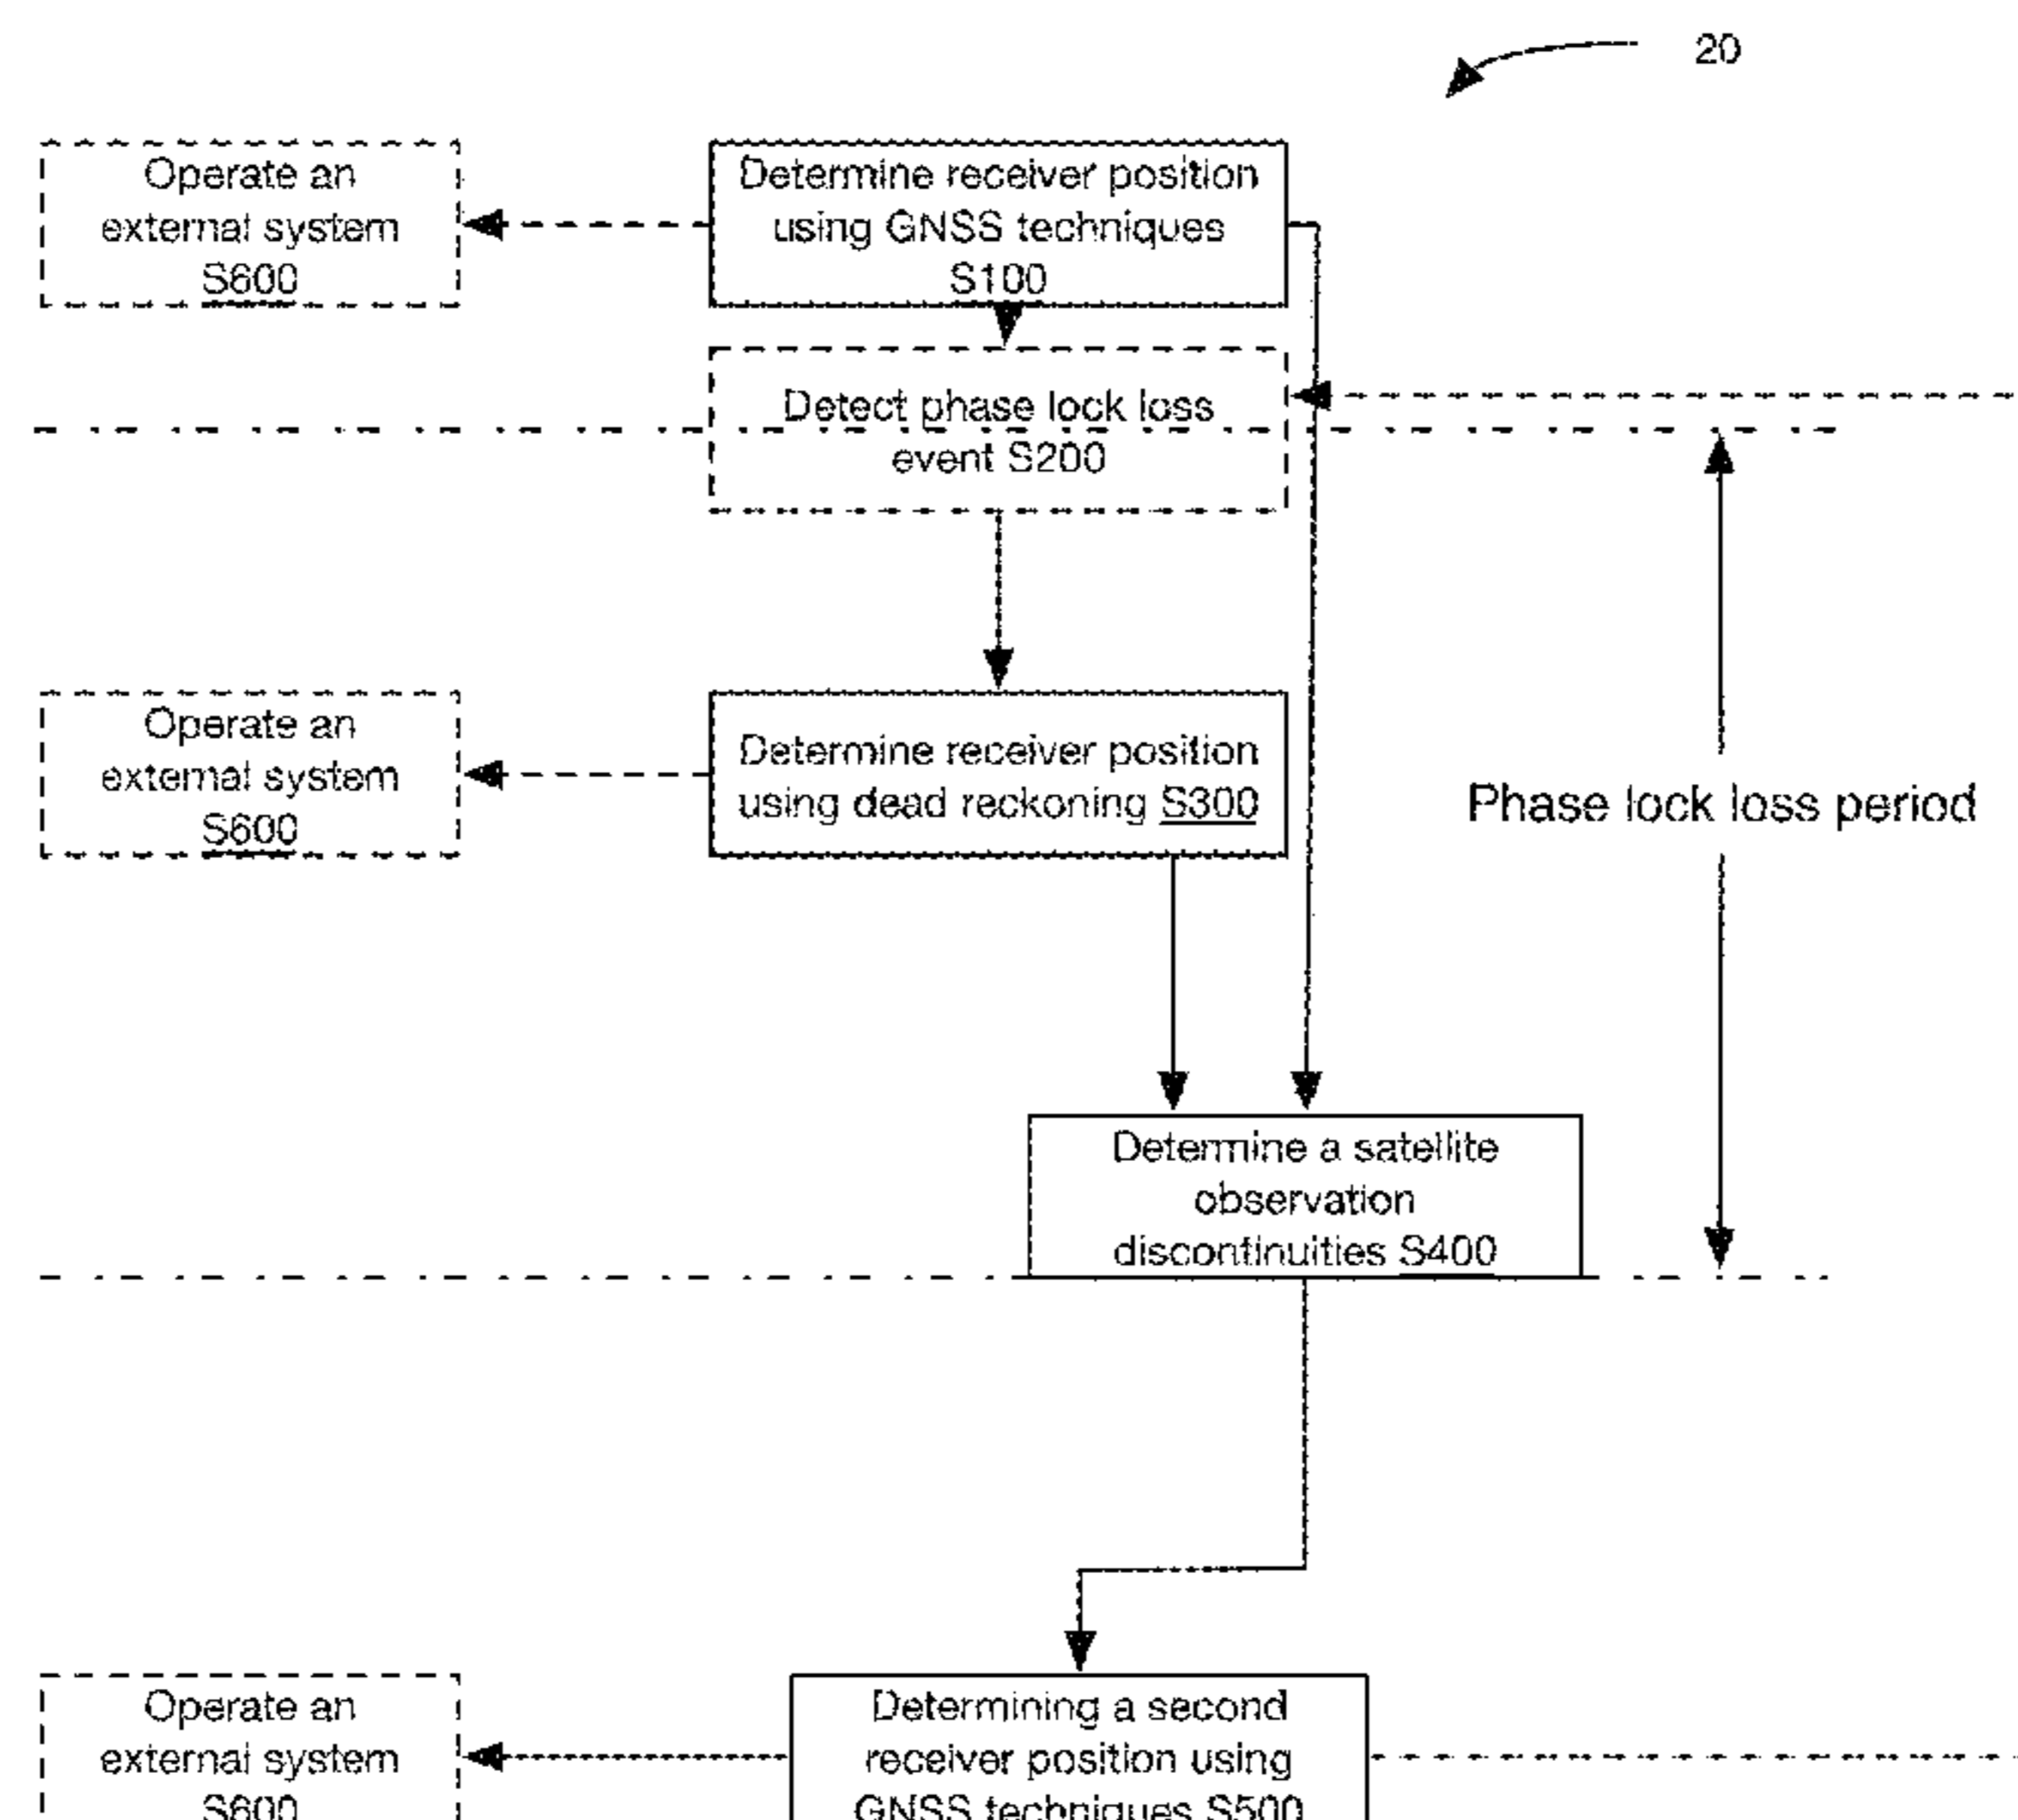 20
Operate an
external system
S600
Determine receiver position
using GNSS techniques
S100
Detect phase lock loss
event S200
Operate an
external system
S600
Determine receiver position
using dead reckoning S300
Phase lock loss period
Determine a satellite
observation
discontinuities S400
Operate an
external system
S600
Determining a second
receiver position using
GNSS techniques S500